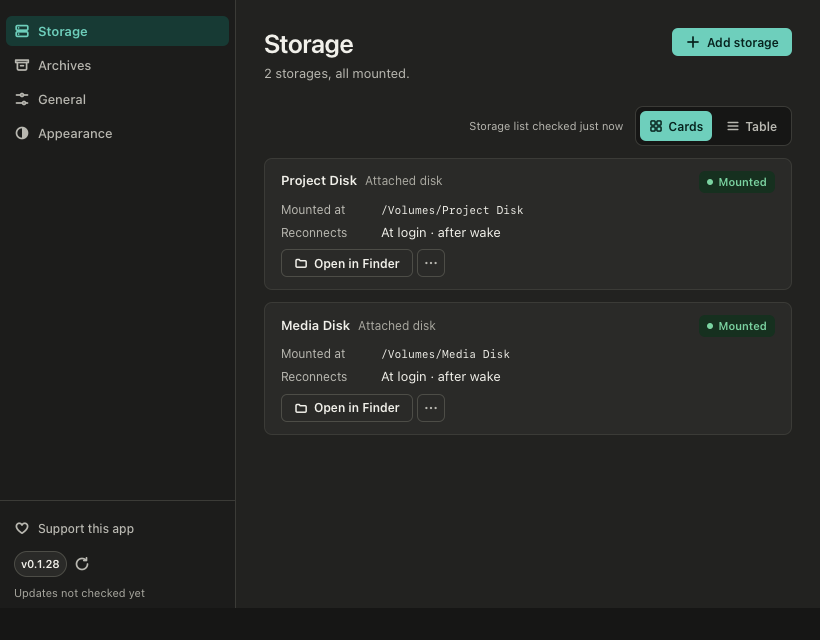 Storage
Archives
General
Appearance
Support this app
v0.1.28
Updates not checked yet
Storage
Add storage
2 storages, all mounted.
Storage list checked just now
Cards
Table
Project Disk Attached disk
Mounted
Mounted at /Volumes/Project Disk
Reconnects At login · after wake
Open in Finder
Media Disk Attached disk
Mounted
Mounted at /Volumes/Media Disk
Reconnects At login · after wake
Open in Finder